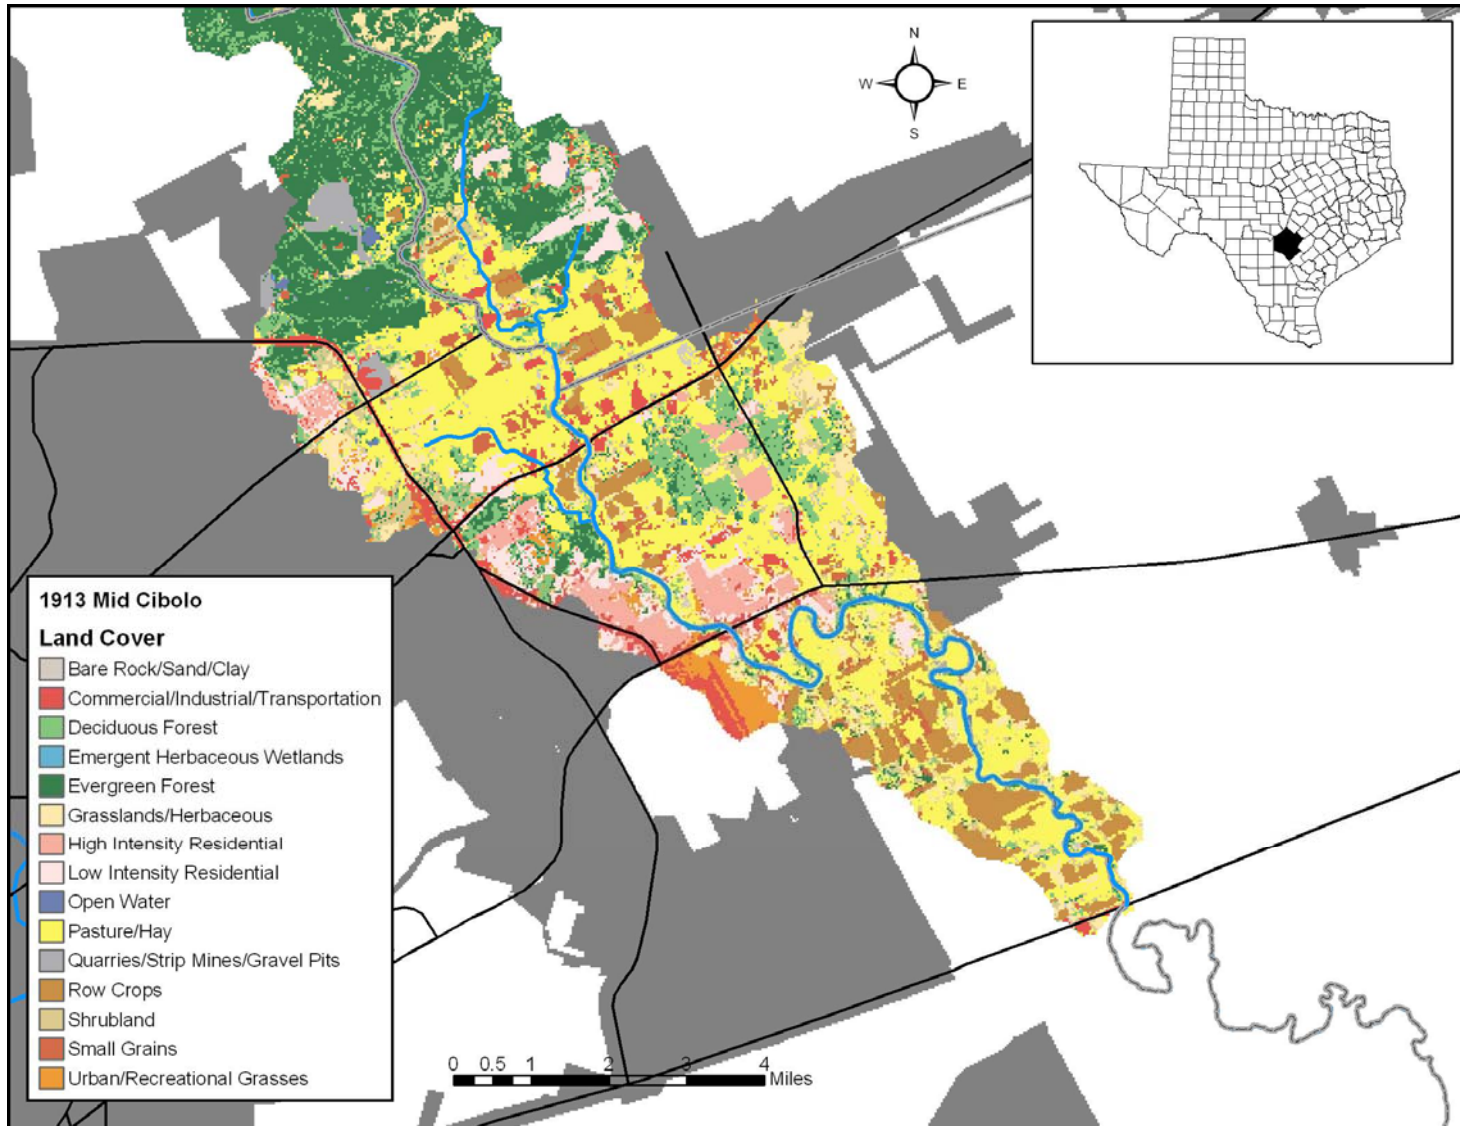 N
W E
S
1913 Mid Cibolo
Land Cover
Bare Rock/Sand/Clay
Commercial/Industrial/Transportation
Deciduous Forest
Emergent Herbaceous Wetlands
Evergreen Forest
Grasslands/Herbaceous
High Intensity Residential
Low Intensity Residential
Open Water
Pasture/Hay
Quarries/Strip Mines/Gravel Pits
Row Crops
Shrubland
Small Grains
Urban/Recreational Grasses
0 0.5 1 2 3 4
Miles